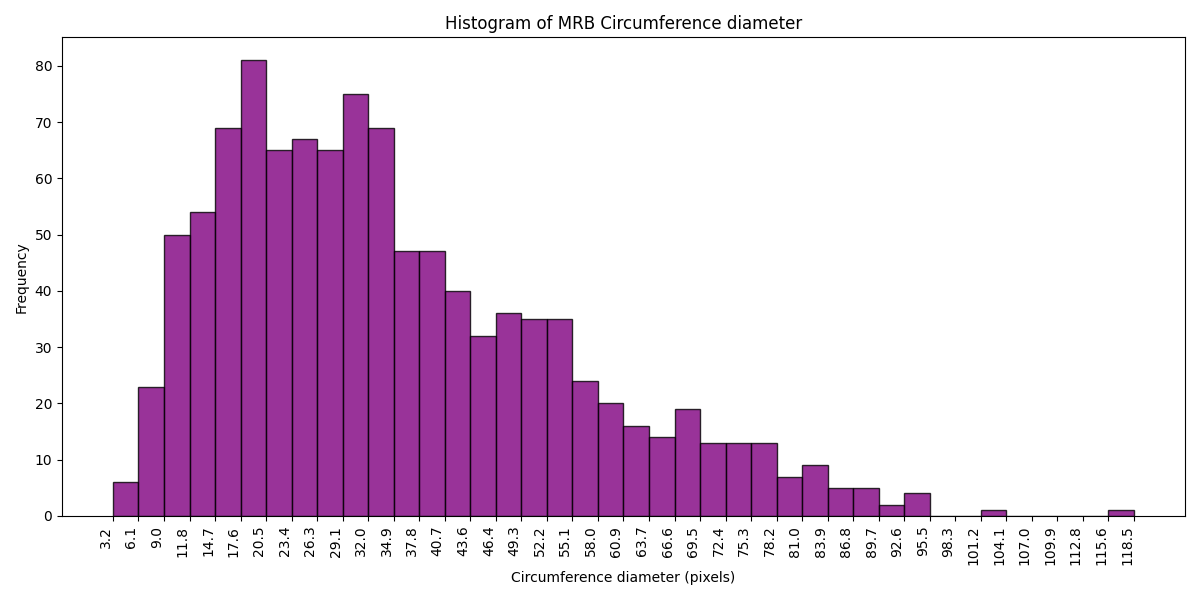 Histogram of MRB Circumference diameter
Frequency
80
70
60
50
40
30
20
10
0
3.2 6.1 9.0 11.8 14.7 17.6 20.5 23.4 26.3 29.1 32.0 34.9 37.8 40.7 43.6 46.4 49.3 52.2 55.1 58.0 60.9 63.7 66.6 69.5 72.4 75.3 78.2 81.0 83.9 86.8 89.7 92.6 95.5 98.3 101.2 104.1 107.0 109.9 112.8 115.6 118.5
Circumference diameter (pixels)